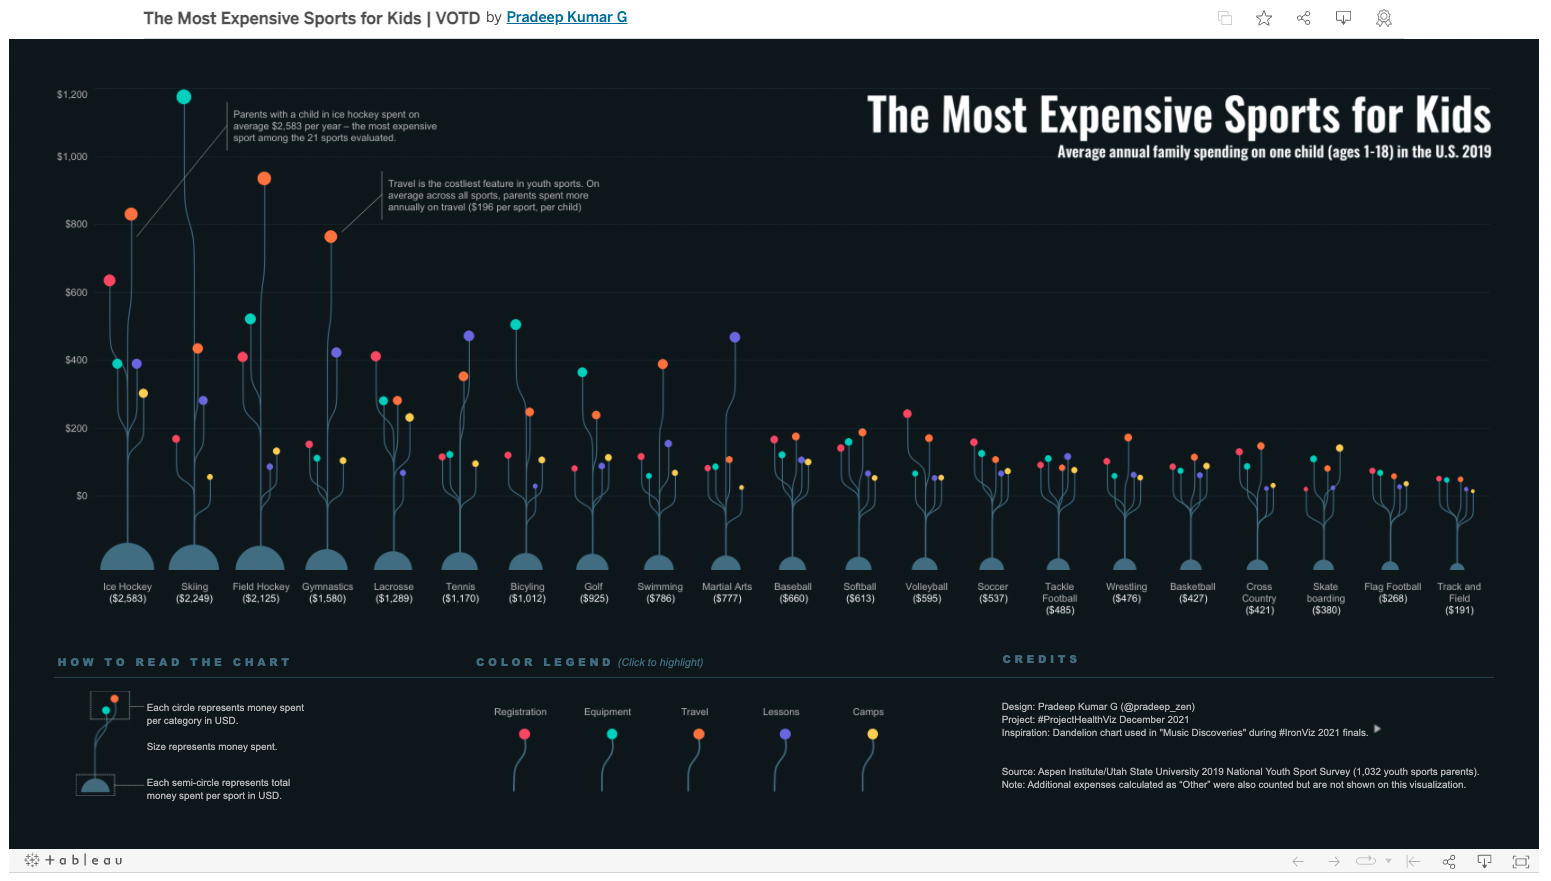 The Most Expensive Sports for Kids | VOTD by Pradeep Kumar G
The Most Expensive Sports for Kids
Average annual family spending on one child (ages 1-18) in the U.S. 2019
$1,200
$1,000
$800
$600
$400
$200
$0
Parents with a child in ice hockey spent on
average $2,583 per year – the most expensive
sport among the 21 sports evaluated.
Travel is the costliest feature in youth sports. On
average across all sports, parents spent more
annually on travel ($196 per sport, per child)
Ice Hockey
($2,583)
Skiing
($2,249)
Field Hockey
($2,125)
Gymnastics
($1,580)
Lacrosse
($1,289)
Tennis
($1,170)
Bicyling
($1,012)
Golf
($925)
Swimming
($786)
Martial Arts
($777)
Baseball
($660)
Softball
($613)
Volleyball
($595)
Soccer
($537)
Tackle
Football
($485)
Wrestling
($476)
Basketball
($427)
Cross
Country
($421)
Skate
boarding
($380)
Flag Football
($268)
Track and
Field
($191)
HOW TO READ THE CHART
Each circle represents money spent
per category in USD.
Size represents money spent.
Each semi-circle represents total
money spent per sport in USD.
COLOR LEGEND (Click to highlight)
Registration
Equipment
Travel
Lessons
Camps
CREDITS
Design: Pradeep Kumar G (@pradeep_zen)
Project: #ProjectHealthViz December 2021
Inspiration: Dandelion chart used in "Music Discoveries" during #IronViz 2021 finals.
Source: Aspen Institute/Utah State University 2019 National Youth Sport Survey (1,032 youth sports parents).
Note: Additional expenses calculated as “Other” were also counted but are not shown on this visualization.
+ableau